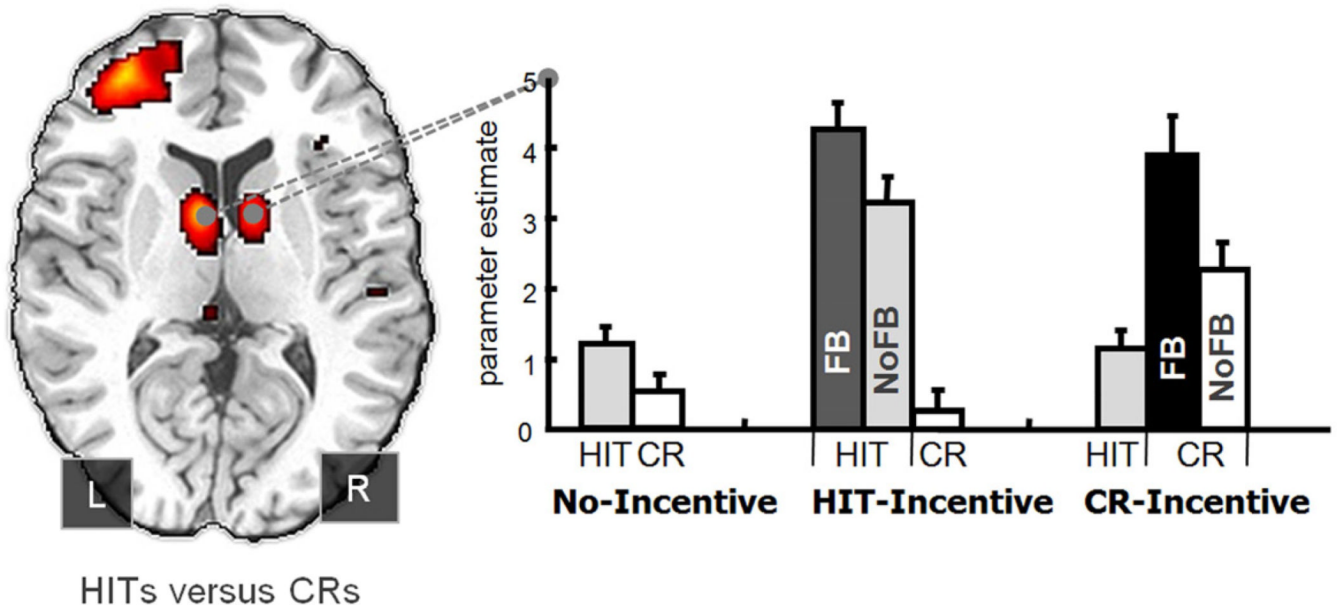 L
R
HITs versus CRs
parameter estimate
5
4
3
2
1
0
FB
NoFB
FB
NoFB
HIT CR
HIT
CR
HIT
CR
No-Incentive
HIT-Incentive
CR-Incentive